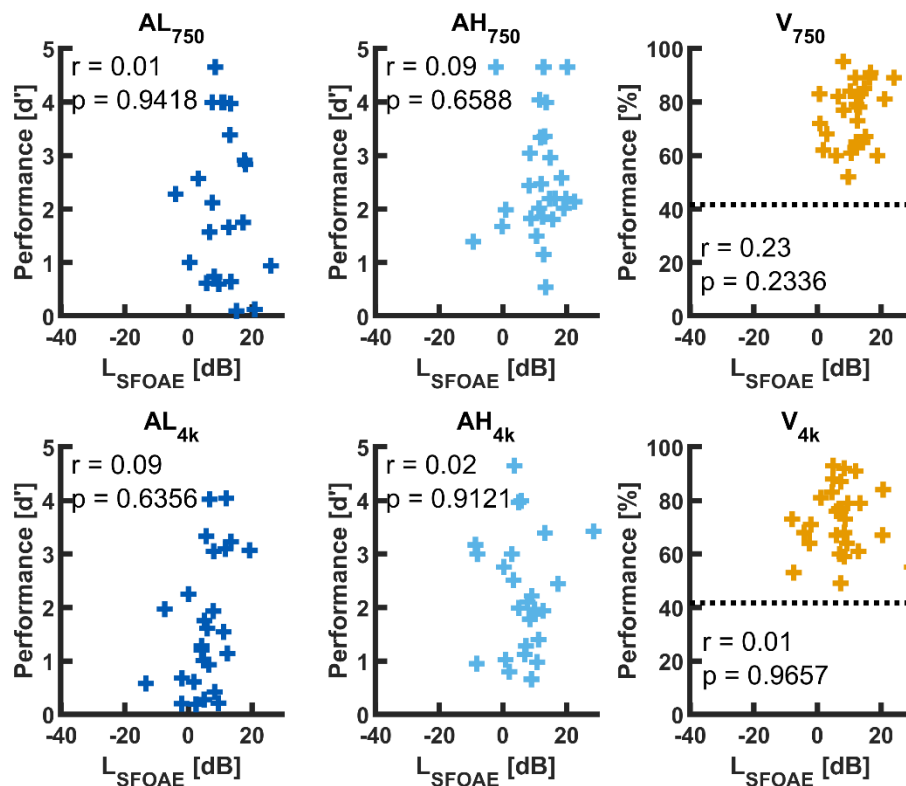 AL750
5
4
3
2
1
0
Performance [d']
r = 0.01
p = 0.9418
-40 -20 0 20
LSFOAE [dB]
AH750
5
4
3
2
1
0
Performance [d']
r = 0.09
p = 0.6588
-40 -20 0 20
LSFOAE [dB]
V750
100
80
60
40
20
0
Performance [%]
r = 0.23
p = 0.2336
-40 -20 0 20
LSFOAE [dB]
AL4k
5
4
3
2
1
0
Performance [d']
r = 0.09
p = 0.6356
-40 -20 0 20
LSFOAE [dB]
AH4k
5
4
3
2
1
0
Performance [d']
r = 0.02
p = 0.9121
-40 -20 0 20
LSFOAE [dB]
V4k
100
80
60
40
20
0
Performance [%]
r = 0.01
p = 0.9657
-40 -20 0 20
LSFOAE [dB]